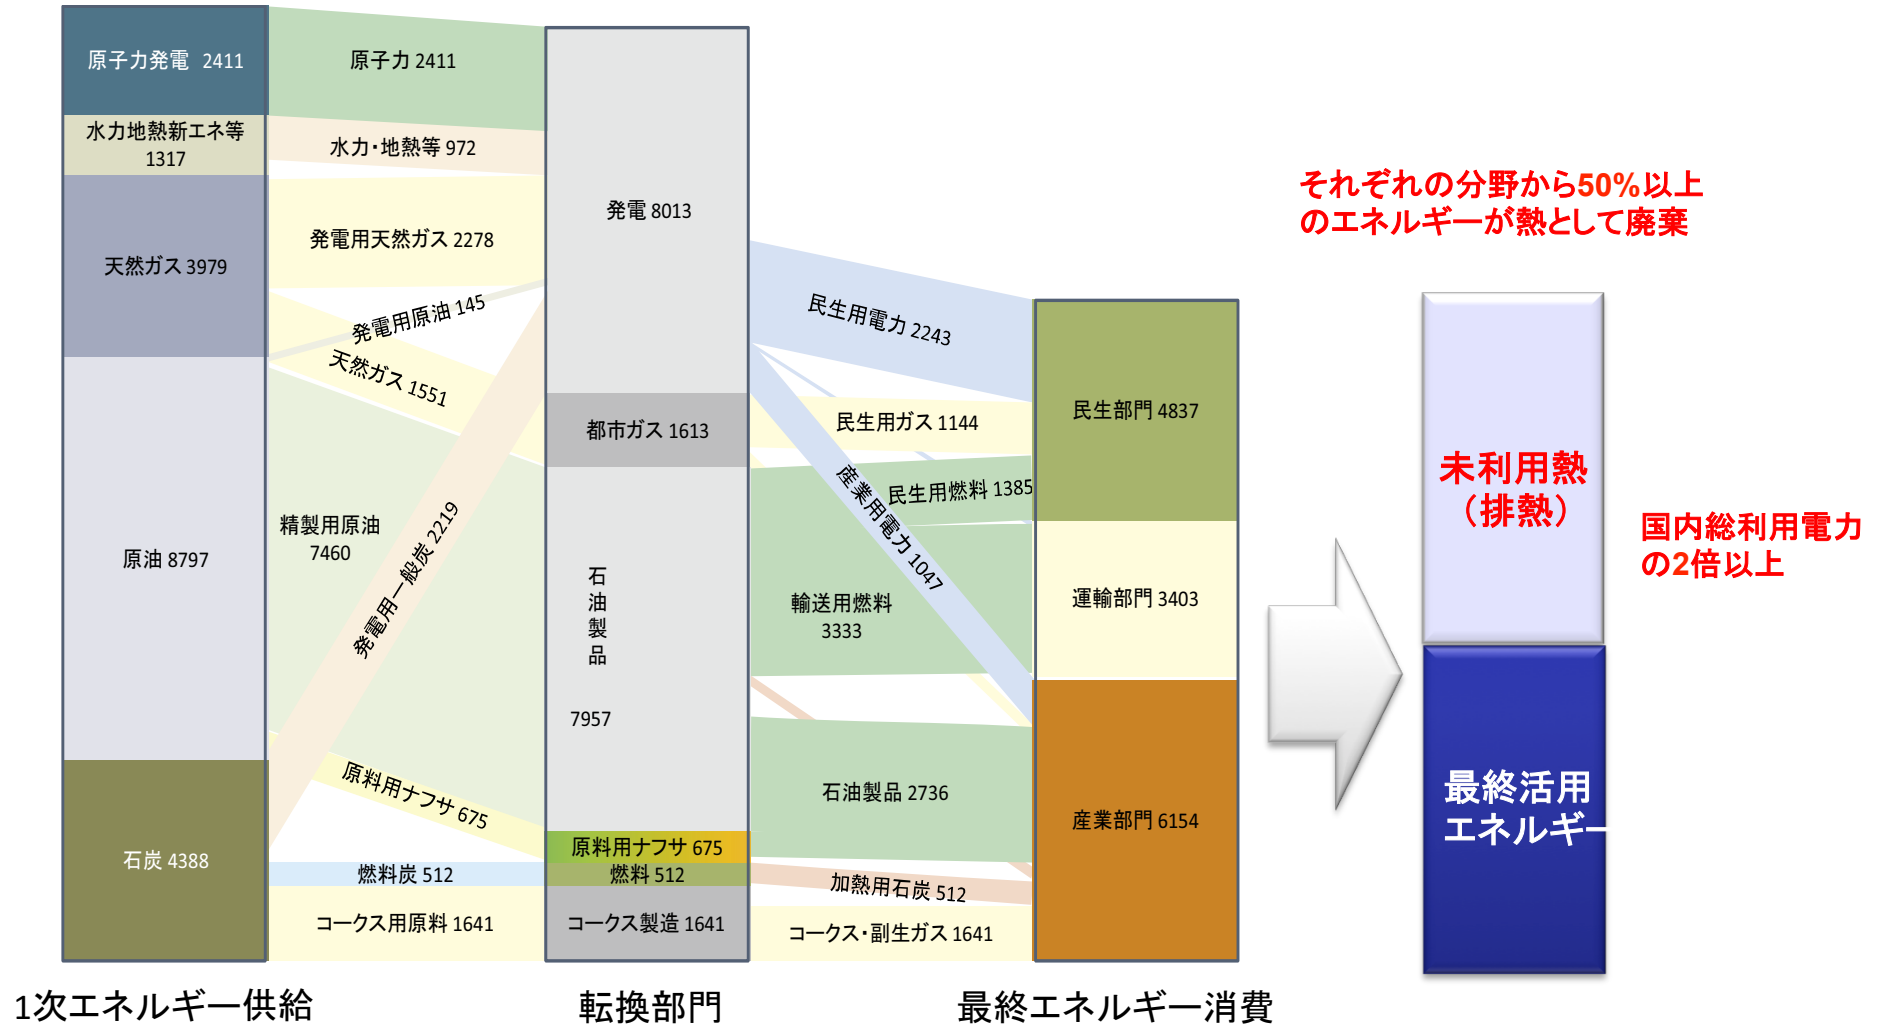 原子力発電 2411
水力地熱新エネ等
1317
天然ガス 3979
原油 8797
石炭 4388
1次エネルギー供給
原子力 2411
水力・地熱等 972
発電用天然ガス 2278
発電用原油 145
天然ガス 1551
精製用原油
7460
発電用一般炭 2219
原料用ナフサ 675
燃料炭 512
コークス用原料 1641
発電 8013
都市ガス 1613
石
油
製
品
7957
原料用ナフサ 675
燃料 512
コークス製造 1641
転換部門
民生用電力 2243
民生用ガス 1144
産業用電力 1047
民生用燃料 1385
輸送用燃料
3333
石油製品 2736
加熱用石炭 512
コークス・副生ガス 1641
民生部門 4837
運輸部門 3403
産業部門 6154
最終エネルギー消費
それぞれの分野から50%以上
のエネルギーが熱として廃棄
未利用熱
（排熱）
国内総利用電力
の2倍以上
最終活用
エネルギー